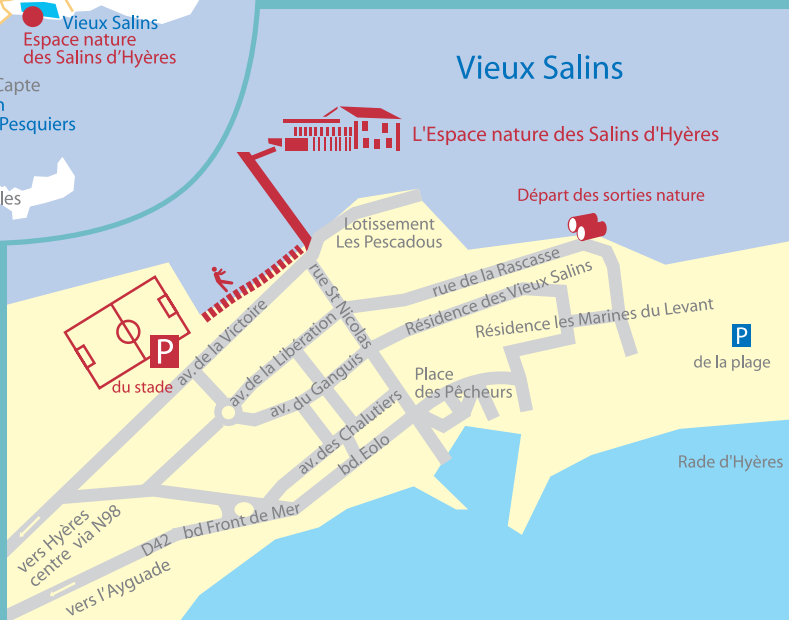 Vieux Salins
Espace nature
des Salins d'Hyères
Capte
n
Pesquiers
les
Vieux Salins
L'Espace nature des Salins d'Hyères
Départ des sorties nature
Lotissement
Les Pescadous
rue de la Rascasse
rue St Nicolas
Résidence des Vieux Salins
Résidence les Marines du Levant
P
de la plage
P
du stade
av. de la Victoire
av. de la Libération
av. du Ganguis
Place
des Pêcheurs
av. des Chalutiers
bd. Eolo
Rade d'Hyères
vers Hyères
centre via N98
D42 bd Front de Mer
vers l'Ayguade